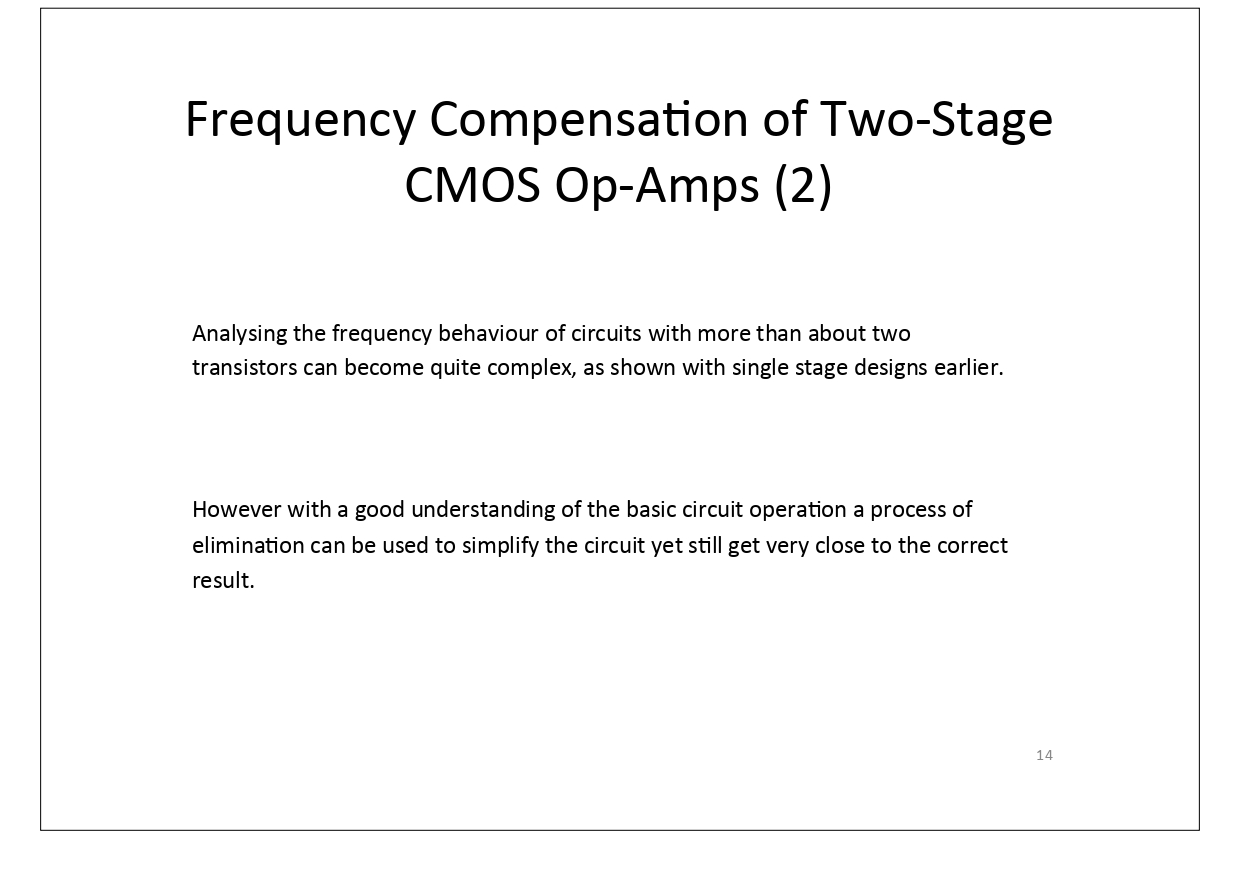 Frequency Compensation of Two-Stage
CMOS Op-Amps (2)
Analysing the frequency behaviour of circuits with more than about two
transistors can become quite complex, as shown with single stage designs earlier.
However with a good understanding of the basic circuit operation a process of
elimination can be used to simplify the circuit yet still get very close to the correct
result.
14